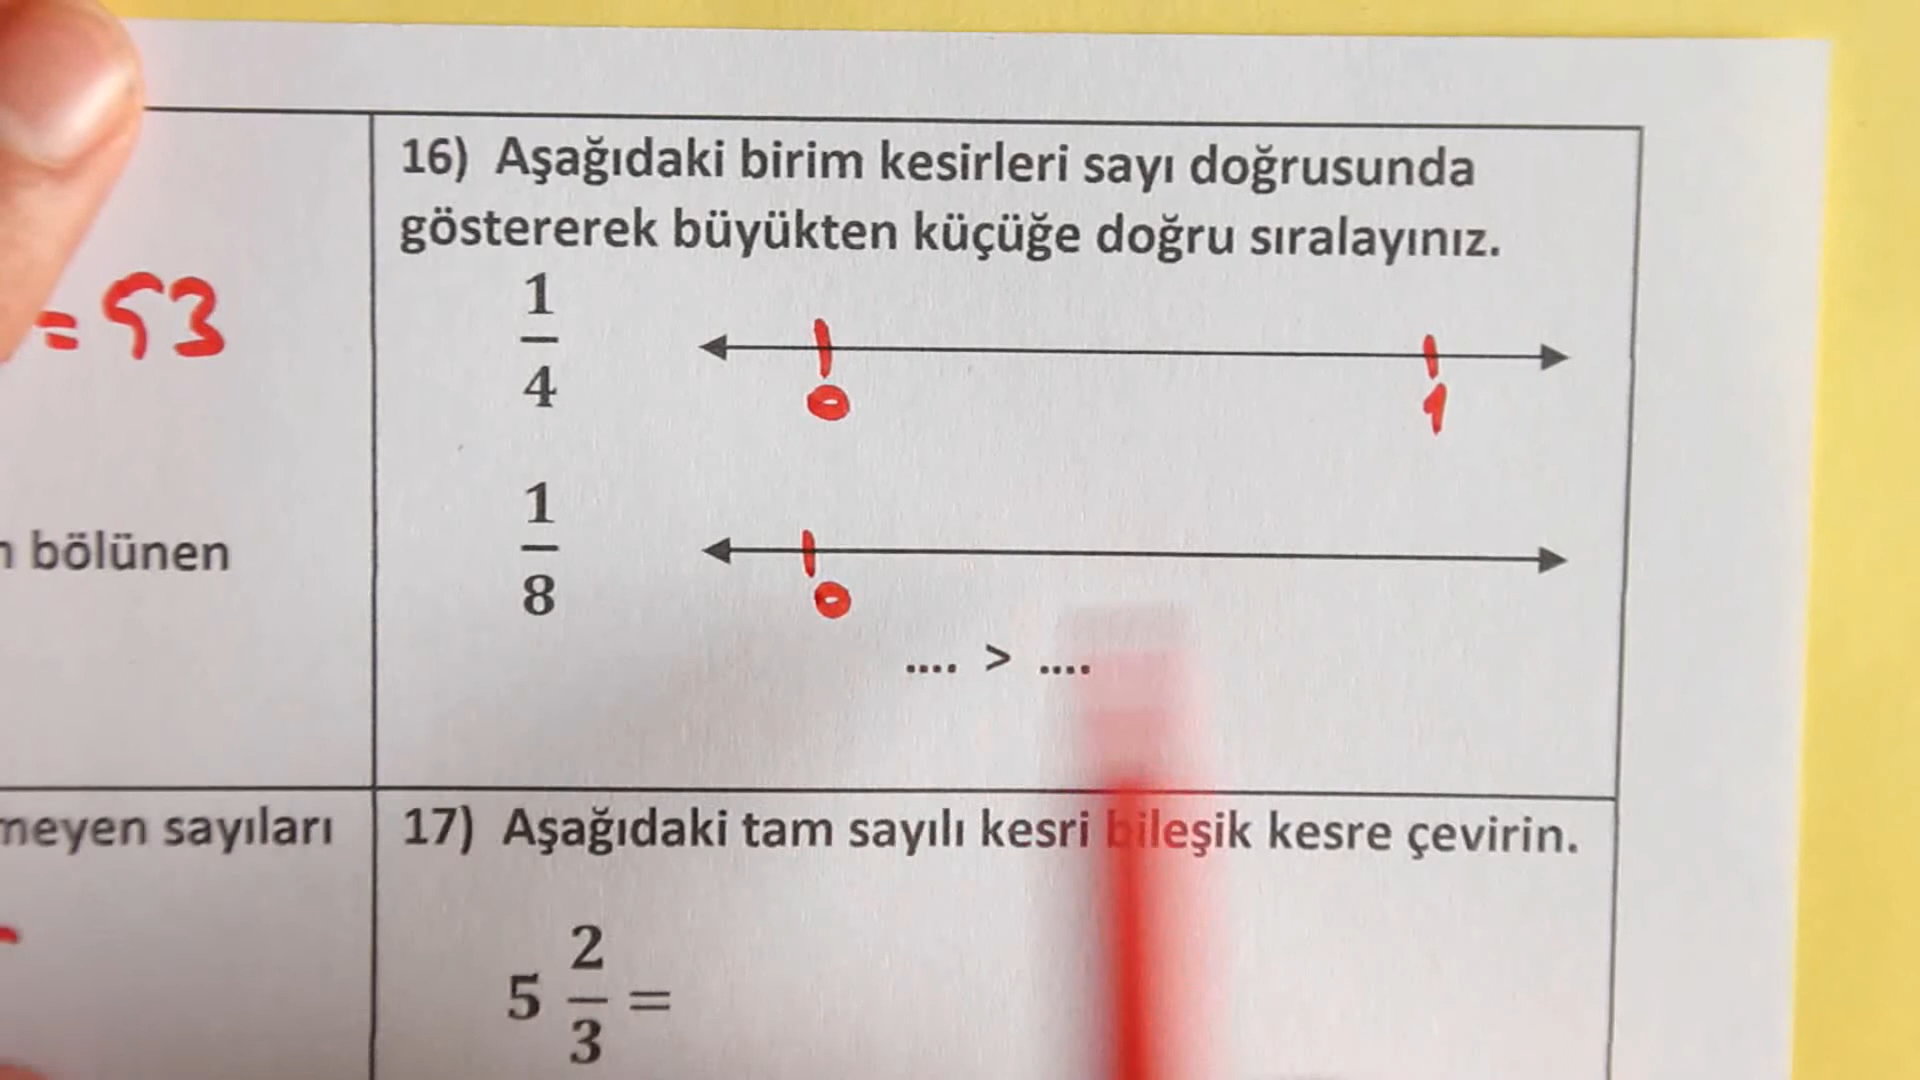 = 53
bölünen
meyen sayıları
16) Aşağıdaki birim kesirleri sayı doğrusunda
göstererek büyükten küçüğe doğru sıralayınız.
1
4
0 1
1
8
0
.... > ....
17) Aşağıdaki tam sayılı kesri bileşik kesre çevirin.
5 2/3 =